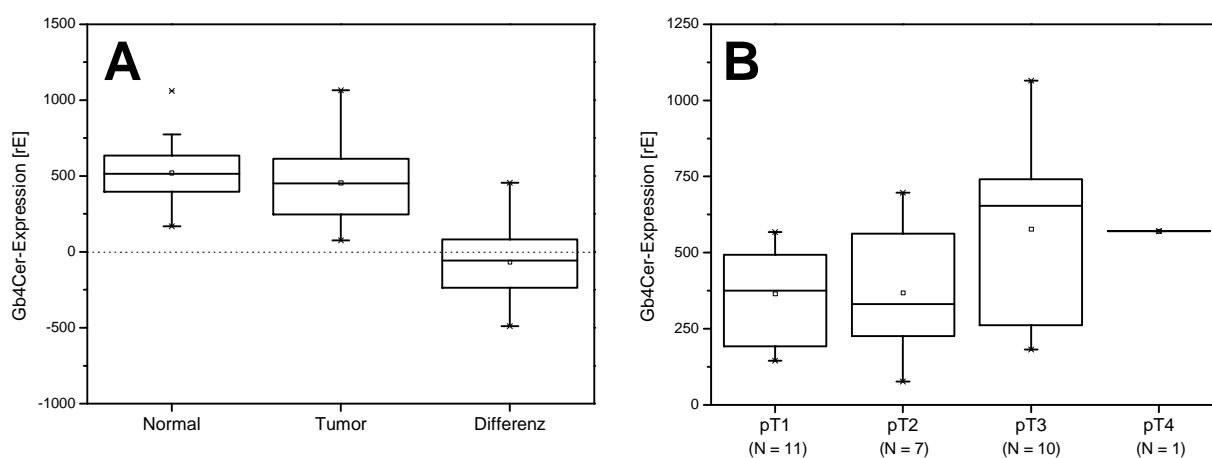 A
Gb4Cer-Expression [rE]
1500
1000
500
0
-500
-1000
Normal Tumor Differenz
B
Gb4Cer-Expression [rE]
1250
1000
750
500
250
0
pT1 pT2 pT3 pT4
(N = 11) (N = 7) (N = 10) (N = 1)